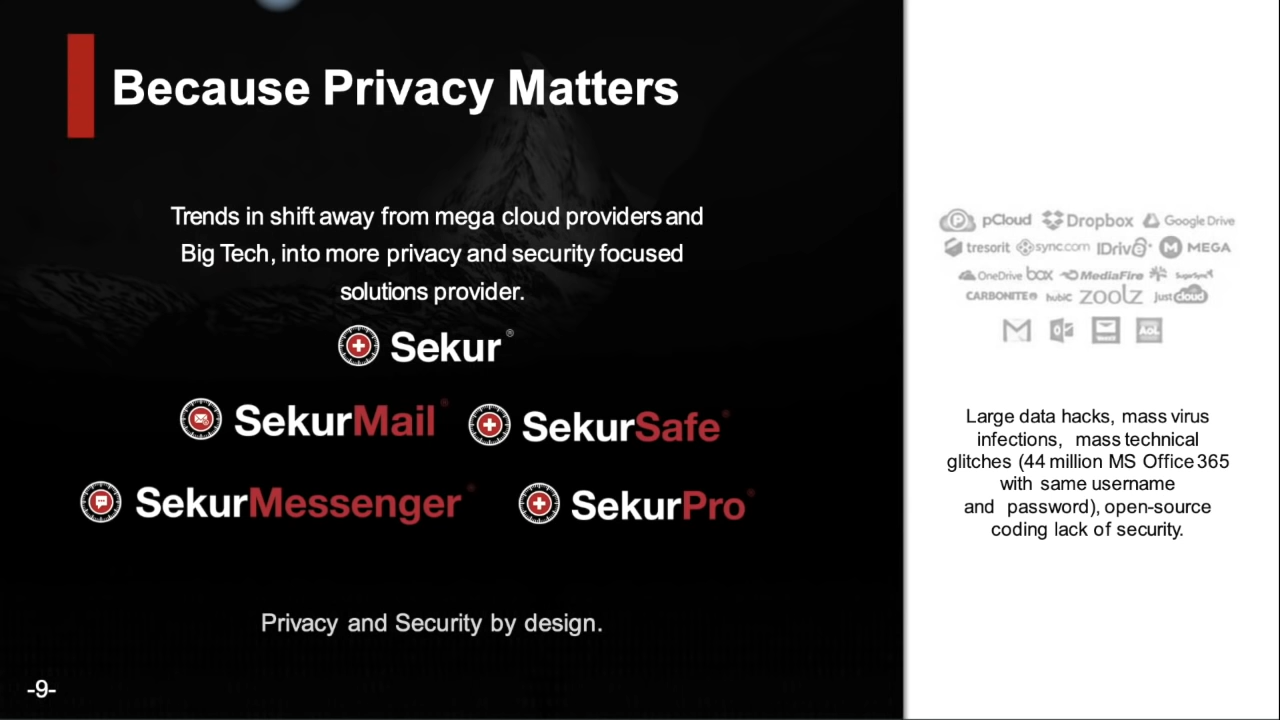 Because Privacy Matters
Trends in shift away from mega cloud providers and
Big Tech, into more privacy and security focused
solutions provider.
Sekur®
SekurMail® SekurSafe®
SekurMessenger® SekurPro®
Privacy and Security by design.
-9-
pCloud Dropbox Google Drive
tresorit sync.com IDrive® MEGA
OneDrive box MediaFire
CARBONITE hubiC zoolz justcloud
AOL
Large data hacks, mass virus
infections, mass technical
glitches (44 million MS Office 365
with same username
and password), open-source
coding lack of security.